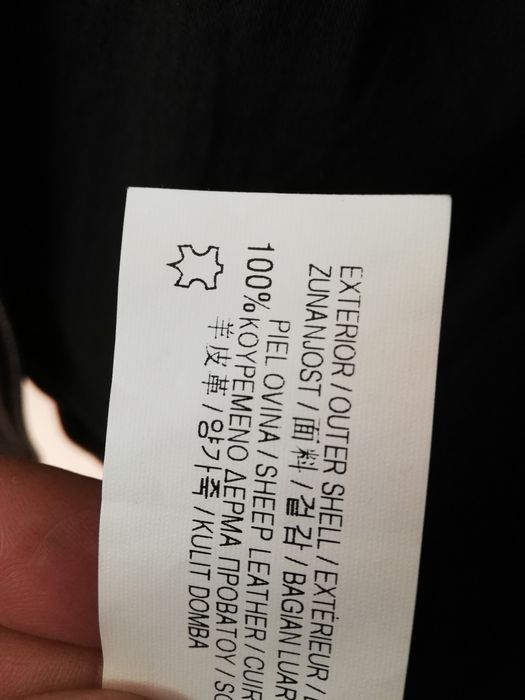 EXTERIOR / OUTER SHELL / EXTÉRIEUR /
ZUNANJOST / 面料 / 겉감 / BAGIAN LUAR
100% PIEL OVINA / SHEEP LEATHER / CUIR
ΚΟΥΡΕΜΕΝΟ ΔΕΡΜΑ ΠΡΟΒΑΤΟΥ /
羊皮革 / 양가죽 / KULIT DOMBA